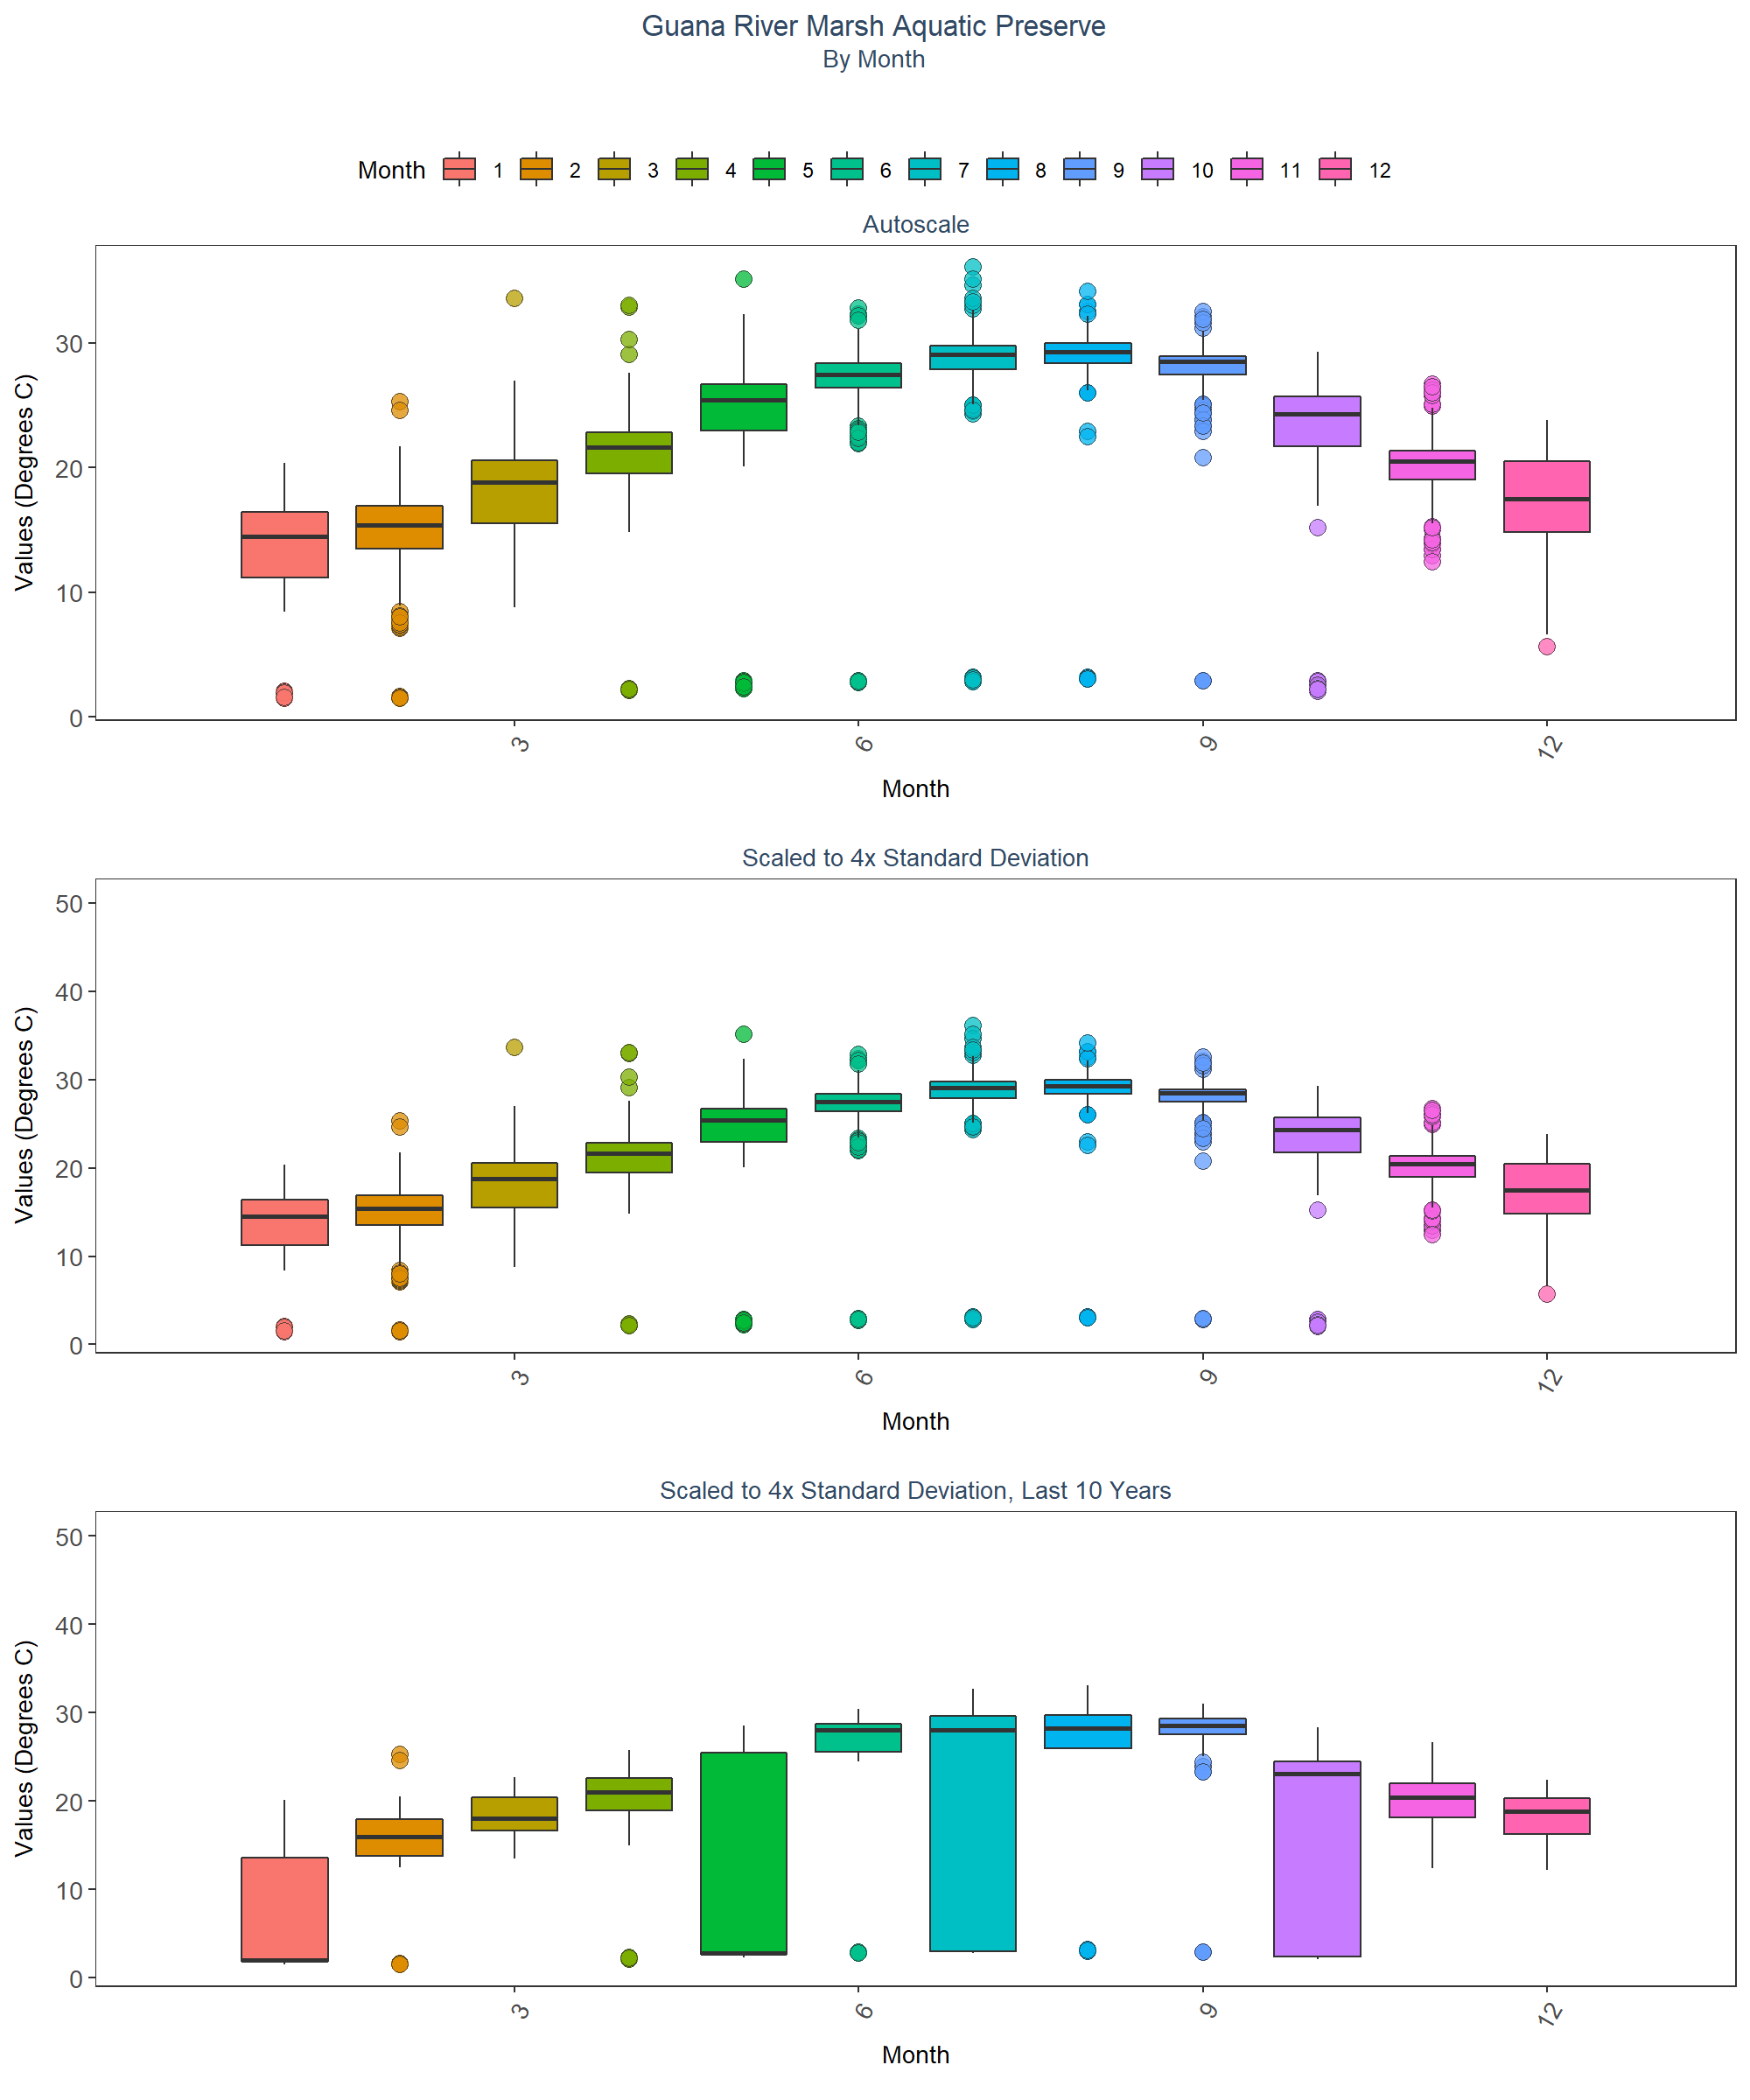 Guana River Marsh Aquatic Preserve
By Month
Month 1 2 3 4 5 6 7 8 9 10 11 12
Autoscale
Values (Degrees C)
30
20
10
0
3 6 9 12
Month
Scaled to 4x Standard Deviation
Values (Degrees C)
50
40
30
20
10
0
3 6 9 12
Month
Scaled to 4x Standard Deviation, Last 10 Years
Values (Degrees C)
50
40
30
20
10
0
3 6 9 12
Month